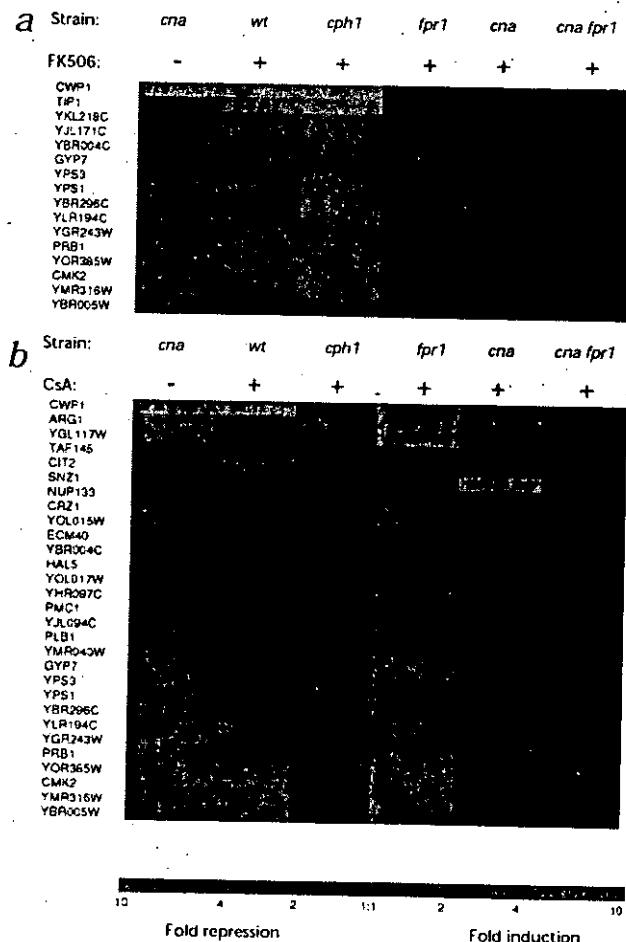 a Strain: cna wt cph1 fpr1 cna cna fpr1
FK506: - + + + + +
CWP1
TIP1
YKL218C
YJL171C
YBR004C
GYP7
YPS3
YPS1
YBR296C
YLR194C
YGR243W
PRB1
YOR385W
CMK2
YMR316W
YBR005W
b Strain: cna wt cph1 fpr1 cna cna fpr1
CsA: - + + + + +
CWP1
ARG1
YGL117W
TAF145
CIT2
SNZ1
NUP133
CRZ1
YOL015W
ECM40
YBR004C
HAL5
YOL017W
YHR097C
PMC1
YJL094C
PLB1
YMR040W
GYP7
YPS3
YPS1
YBR296C
YLR194C
YGR243W
PRB1
YOR385W
CMK2
YMR316W
YBR005W
10 4 2 1:1 2 4 10
Fold repression Fold induction